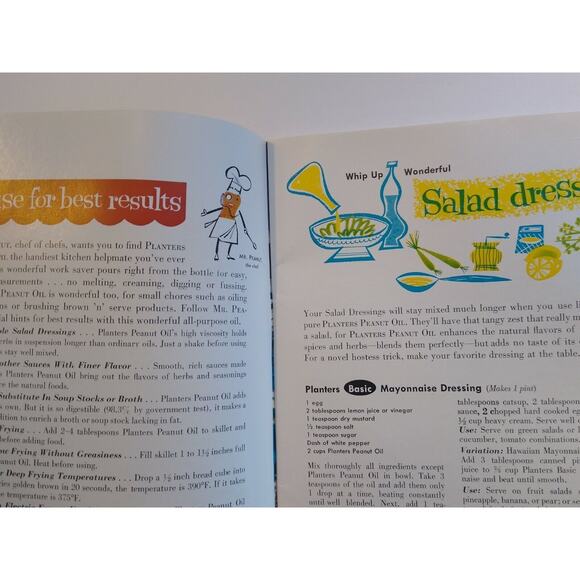 se for best results
MR. PEANUT
the chef
UT, chef of chefs, wants you to find PLANTERS
the handiest kitchen helpmate you've ever
s wonderful work saver pours right from the bottle for easy,
surements . . . no melting, creaming, digging or fussing.
PEANUT OIL is wonderful too, for small chores such as oiling
s or brushing brown 'n' serve products. Follow MR. PEA-
ial hints for best results with this wonderful all-purpose oil.
le Salad Dressings . . . Planters Peanut Oil's high viscosity holds
erbs in suspension longer than ordinary oils. Just a shake before using
s stay well mixed.
other Sauces With Finer Flavor . . . Smooth, rich sauces made
s Peanut Oil bring out the flavors of herbs and seasonings
ce the natural foods.
Substitute In Soup Stocks or Broth . . . Planters Peanut Oil adds
s own. But it is so digestible (98.3% by government test), it makes a
dition to enrich a broth or soup stock lacking in fat.
Frying . . . Add 2–4 tablespoons Planters Peanut Oil to skillet and
before adding food.
ow Frying Without Greasiness . . . Fill skillet 1 to 1½ inches full
nut Oil. Heat before using.
r Deep Frying Temperatures . . . Drop a ½ inch bread cube into
ries golden brown in 20 seconds, the temperature is 390°F. If it takes
e temperature is 375°F.
Whip Up Wonderful
Salad dress
Your Salad Dressings will stay mixed much longer when you use li
pure PLANTERS PEANUT OIL. They'll have that tangy zest that really m
a salad, for PLANTERS PEANUT OIL enhances the natural flavors of
spices and herbs—blends them perfectly—but adds no taste of its o
For a novel hostess trick, make your favorite dressing at the table.
Planters Basic Mayonnaise Dressing (Makes 1 pint)
1 egg
2 tablespoons lemon juice or vinegar
1 teaspoon dry mustard
½ teaspoon salt
1 teaspoon sugar
Dash of white pepper
2 cups Planters Peanut Oil
Mix thoroughly all ingredients except
Planters Peanut Oil in bowl. Take 3
teaspoons of the oil and add them only
1 drop at a time, beating constantly
until well blended. Next, add 1 tea-
tablespoons catsup, 2 tablespoons
sauce, 2 chopped hard cooked e
½ cup heavy cream. Serve well c
Use: Serve on green salads or l
cucumber, tomato combinations.
Variation: Hawaiian Mayonnais
Add 3 tablespoons canned p
juice to ⅔ cup Planters Basic
naise and beat until smooth.
Use: Serve on fruit salads
pineapple, banana, or pear; or se